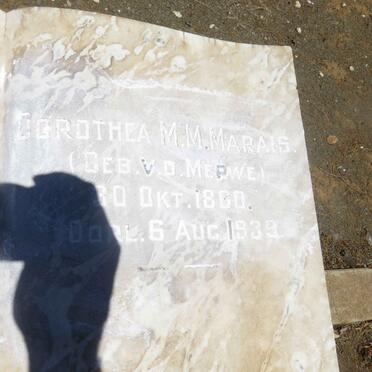 DOROTHEA M.M. MARAIS.
(GEB. V.D. MERWE)
30 OKT. 1860.
OORL. 6 AUG. 1939